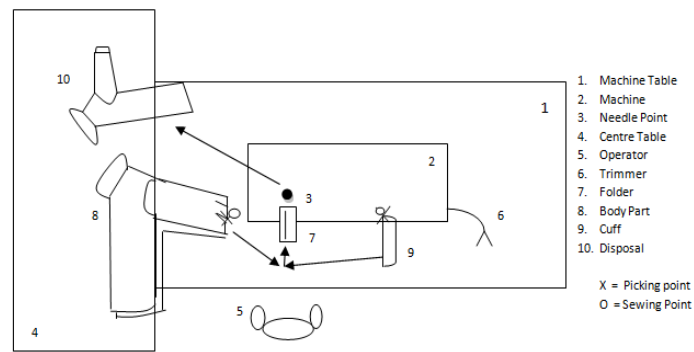 10
1
1. Machine Table
2. Machine
3. Needle Point
4. Centre Table
5. Operator
6. Trimmer
7. Folder
8. Body Part
9. Cuff
10. Disposal
X = Picking point
O = Sewing Point
2
3
8
6
7
9
5
4